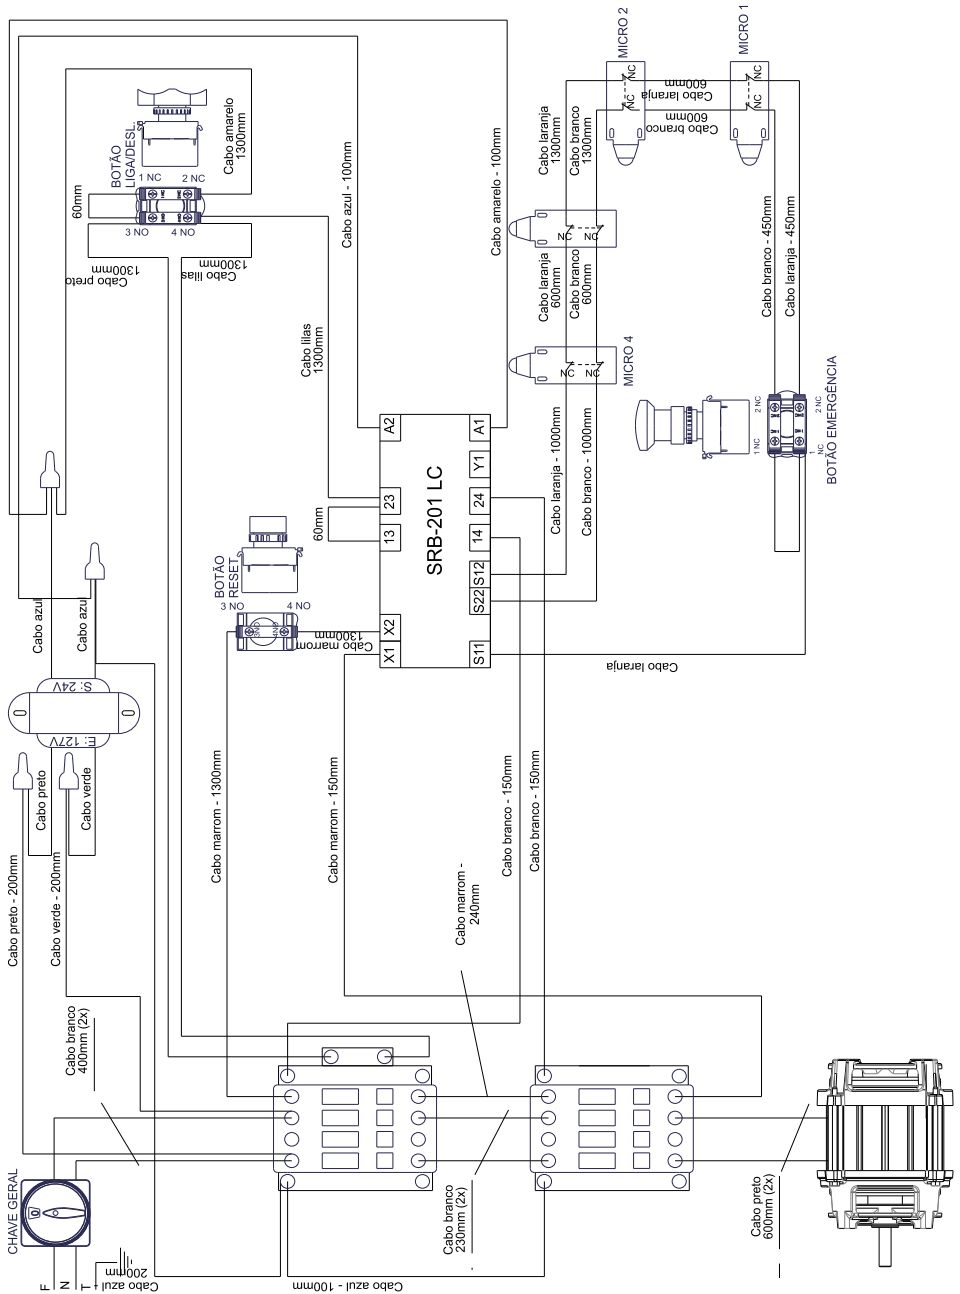 MICRO 2
MICRO 1
NC
NC
NC
NC
Cabo laranja
600mm
Cabo branco
600mm
BOTÃO
LIGA/DESL.
Cabo amarelo
1300mm
1 NC
2 NC
3 NO
4 NO
60mm
Cabo preto
1300mm
Cabo lilas
1300mm
Cabo azul - 100mm
Cabo amarelo - 100mm
Cabo laranja
1300mm
Cabo branco
1300mm
NC
NC
Cabo laranja
600mm
Cabo branco
600mm
Cabo branco - 450mm
Cabo laranja - 450mm
Cabo lilas
1300mm
NC
NC
MICRO 4
BOTÃO EMERGÊNCIA
2 NC
2 NC
1 NC
1
NC
A2
A1
Y1
23
24
13
14
S12
S22
X2
X1
S11
SRB-201 LC
60mm
Cabo laranja - 1000mm
Cabo branco - 1000mm
BOTÃO
RESET
3 NO
4 NO
Cabo marrom
1300mm
Cabo laranja
Cabo azul
Cabo azul
S: 24V
E: 127V
Cabo preto
Cabo verde
Cabo preto - 200mm
Cabo verde - 200mm
Cabo marrom - 1300mm
Cabo marrom - 150mm
Cabo branco - 150mm
Cabo branco - 150mm
Cabo marrom -
240mm
Cabo branco
400mm (2x)
CHAVE GERAL
F
N
T
Cabo azul
200mm
Cabo azul - 100mm
Cabo branco
230mm (2x)
Cabo preto
600mm (2x)